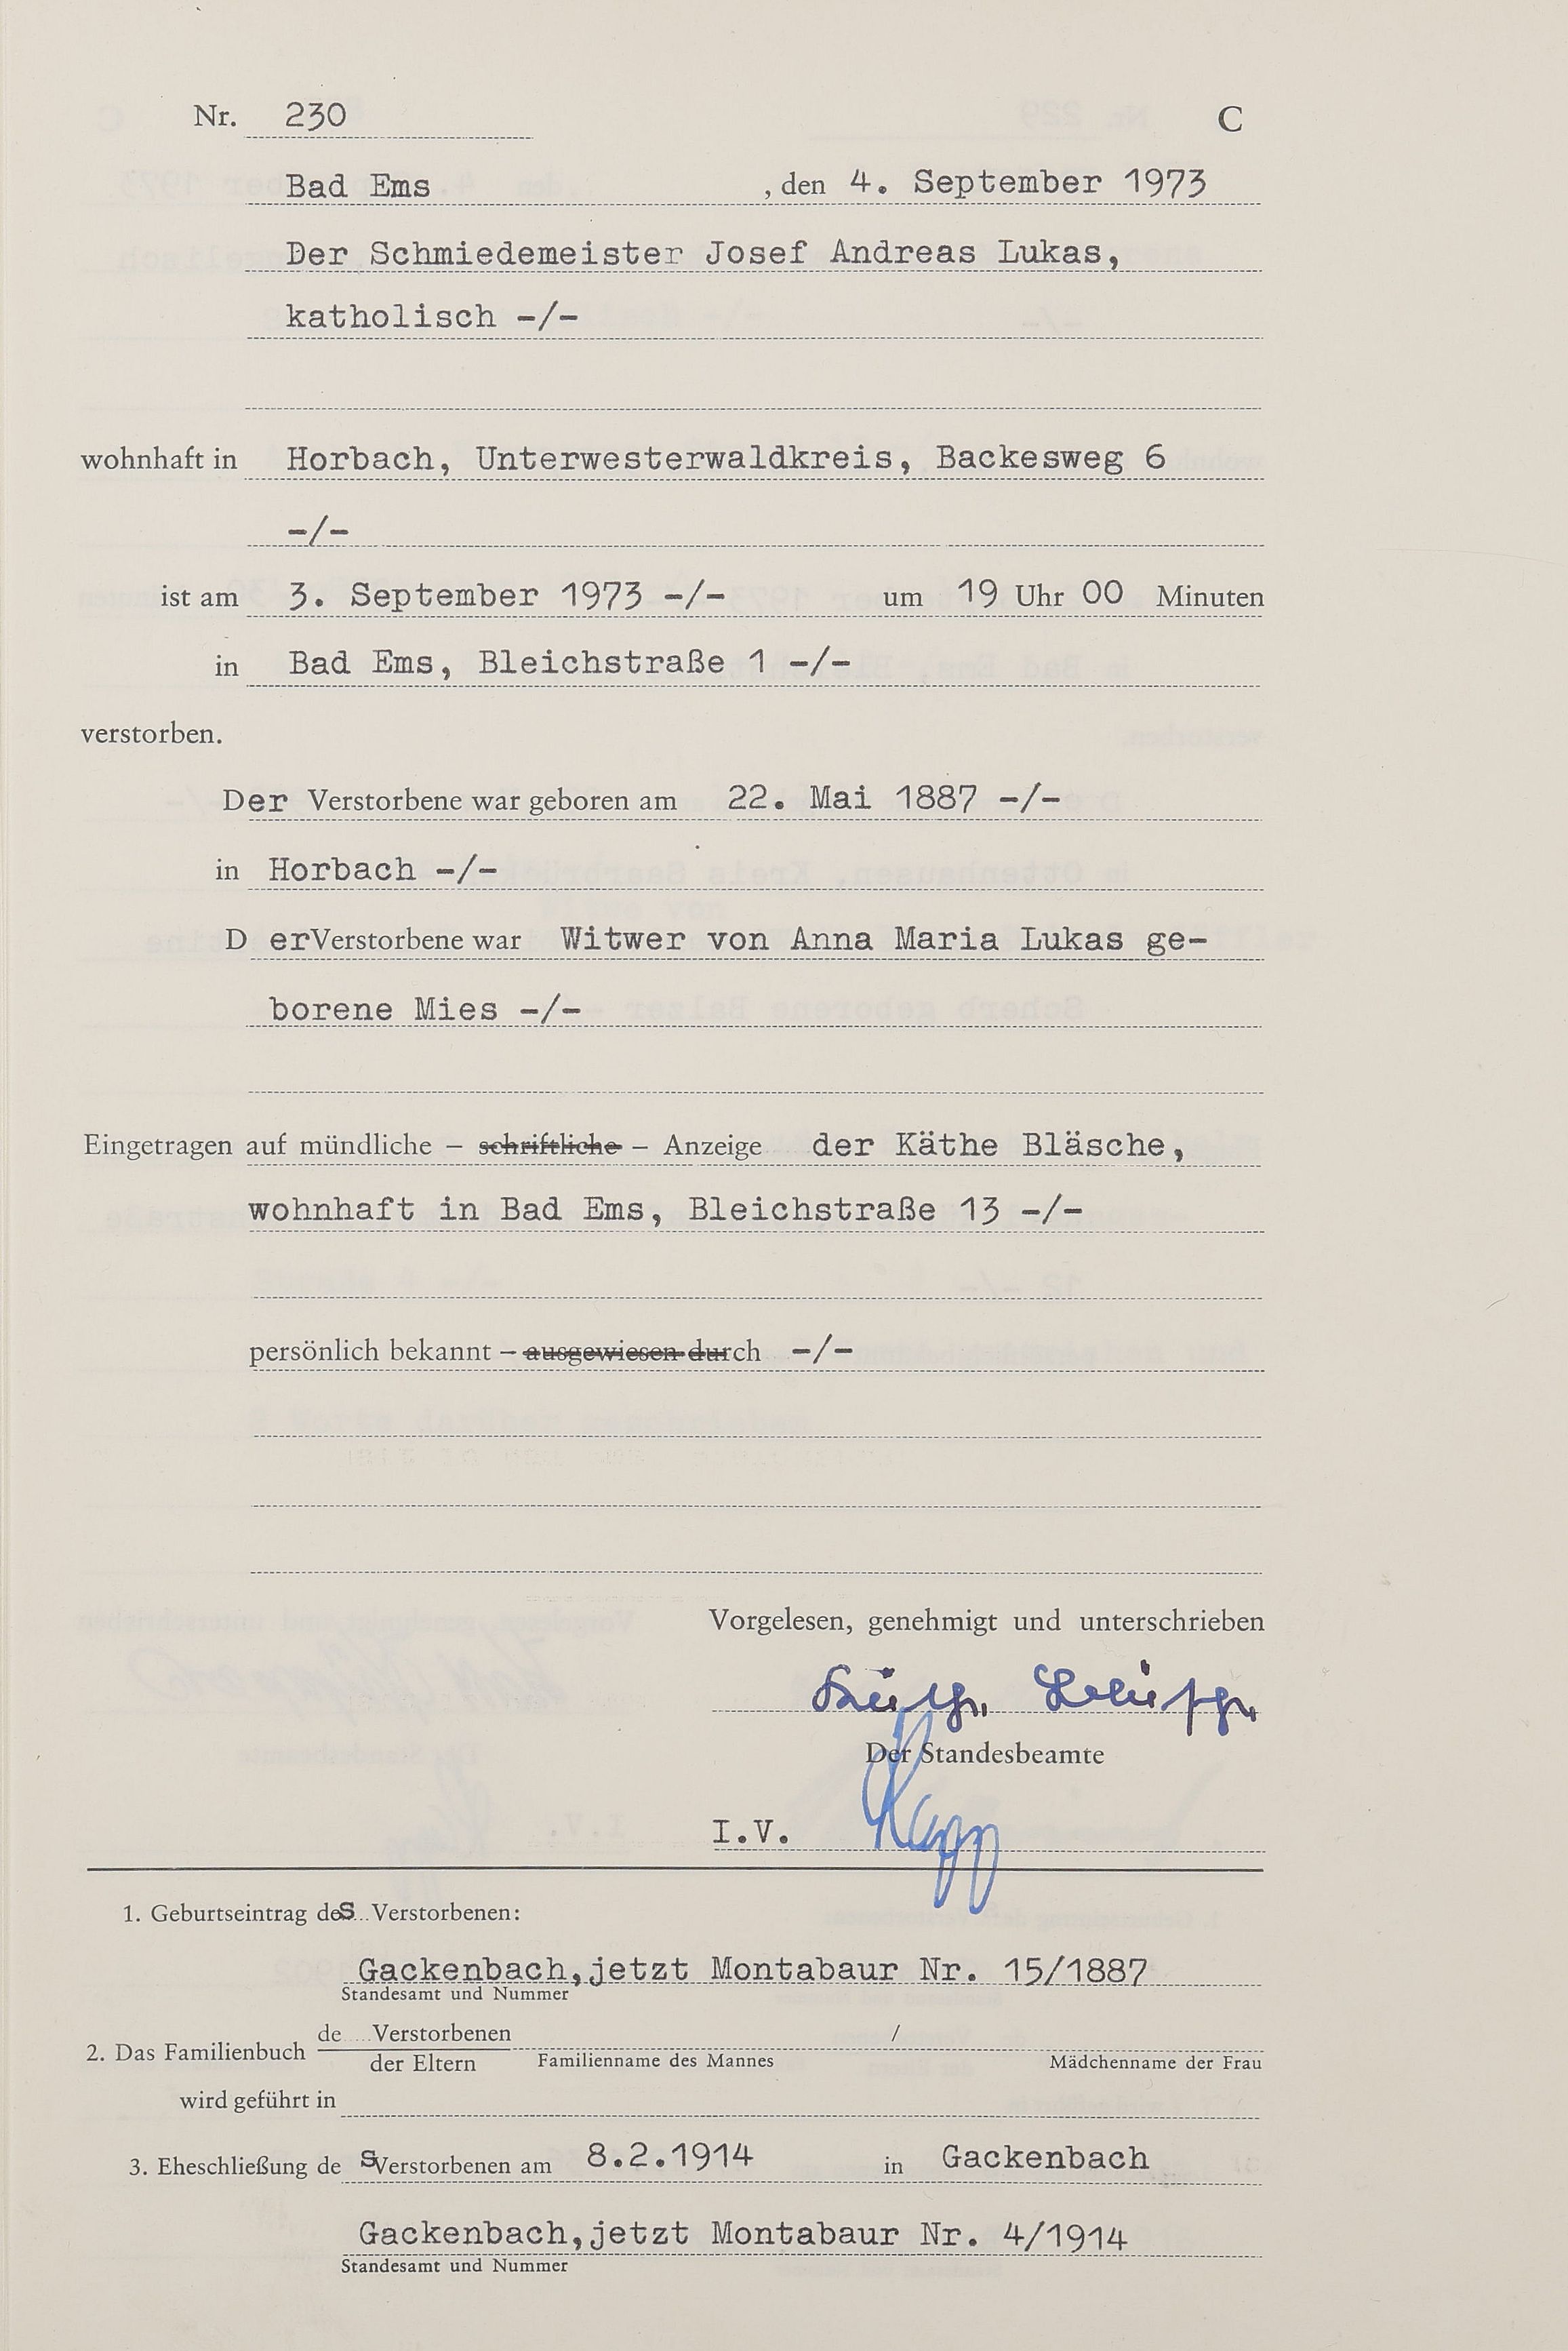 Nr. 230 C
Bad Ems , den 4. September 1973
Der Schmiedemeister Josef Andreas Lukas,
katholisch -/-
wohnhaft in Horbach, Unterwesterwaldkreis, Backesweg 6
-/-
ist am 3. September 1973 -/- um 19 Uhr 00 Minuten
in Bad Ems, Bleichstraße 1 -/-
verstorben.
Der Verstorbene war geboren am 22. Mai 1887 -/-
in Horbach -/-
D er Verstorbene war Witwer von Anna Maria Lukas ge-
borene Mies -/-
Eingetragen auf mündliche – schriftliche – Anzeige der Käthe Bläsche,
wohnhaft in Bad Ems, Bleichstraße 13 -/-
persönlich bekannt – ausgewiesen durch -/-
Vorgelesen, genehmigt und unterschrieben
Käthe Bläsche
Der Standesbeamte
I.V. Kapp
1. Geburtseintrag des Verstorbenen:
Gackenbach,jetzt Montabaur Nr. 15/1887
Standesamt und Nummer
de Verstorbenen /
2. Das Familienbuch
der Eltern Familienname des Mannes Mädchenname der Frau
wird geführt in
3. Eheschließung de s Verstorbenen am 8.2.1914 in Gackenbach
Gackenbach,jetzt Montabaur Nr. 4/1914
Standesamt und Nummer